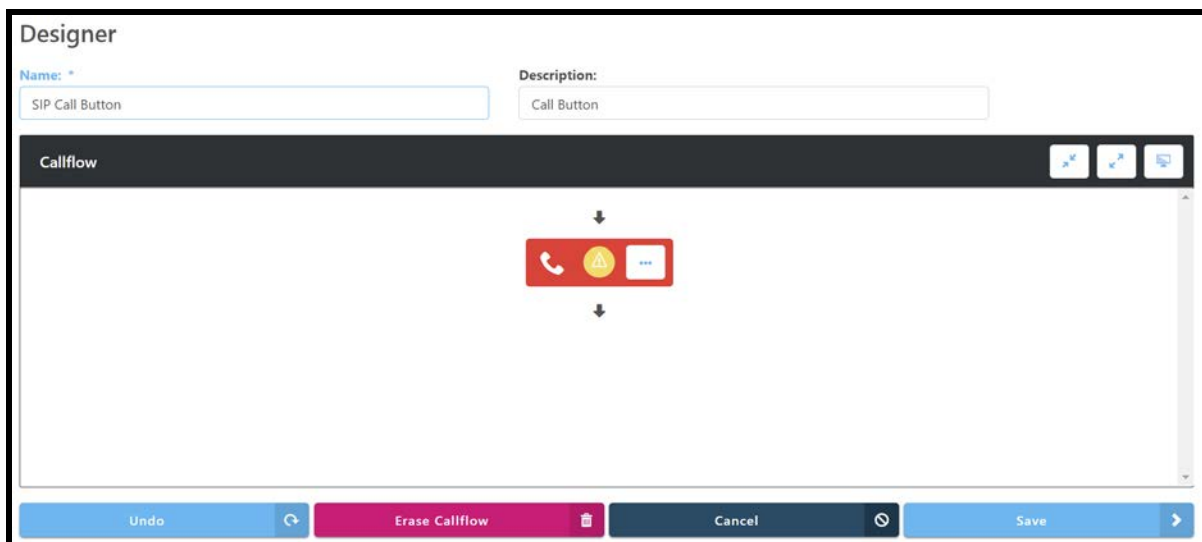 Designer
Name: * Description:
SIP Call Button Call Button
Callflow
Undo Erase Callflow Cancel Save